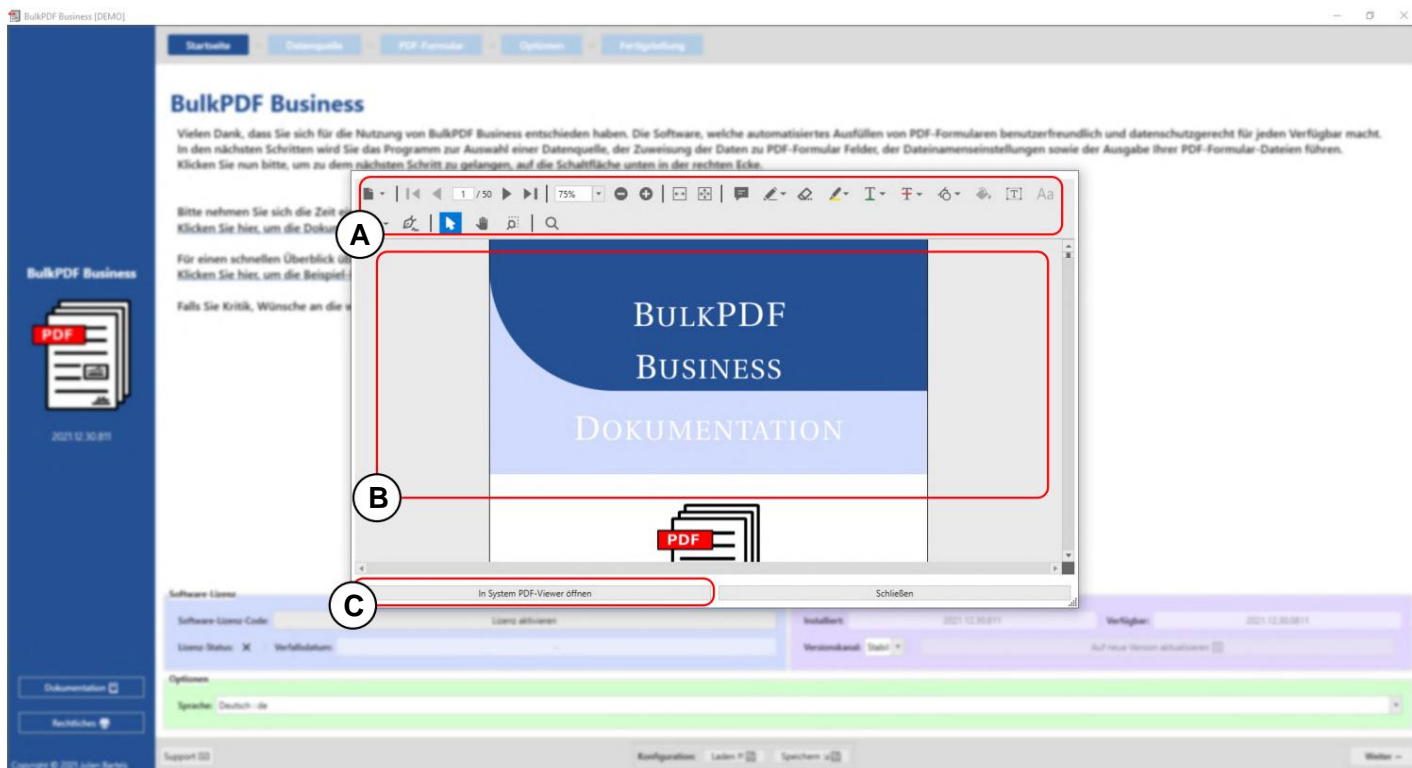 BulkPDF Business [DEMO]
Startseite
Datenquelle
PDF-Formular
Optionen
Fertigstellung
BulkPDF Business
Vielen Dank, dass Sie sich für die Nutzung von BulkPDF Business entschieden haben. Die Software, welche automatisiertes Ausfüllen von PDF-Formularen benutzerfreundlich und datenschutzgerecht für jeden Verfügbar macht.
In den nächsten Schritten wird Sie das Programm zur Auswahl einer Datenquelle, der Zuweisung der Daten zu PDF-Formular Felder, der Dateinamenseinstellungen sowie der Ausgabe Ihrer PDF-Formular-Dateien führen.
Klicken Sie nun bitte, um zu dem nächsten Schritt zu gelangen, auf die Schaltfläche unten in der rechten Ecke.
1 / 50
75%
T
T
[T]
Aa
A
Bitte nehmen Sie sich die Zeit
Klicken Sie hier, um die
Für einen schnellen Überblick
Klicken Sie hier, um die Beispiel-
Falls Sie Kritik, Wünsche an die
BulkPDF Business
PDF
2021.12.30.811
BULKPDF
BUSINESS
DOKUMENTATION
B
PDF
C
In System PDF-Viewer öffnen
Schließen
Software-Lizenz
Software-Lizenz-Code:
Lizenz aktivieren
Installiert:
2021.12.30.811
Verfügbar:
2021.12.30.0811
Lizenz-Status: X
Verfallsdatum:
-
Versionskanal:
Stabil
Auf neue Version aktualisieren
Optionen
Sprache: Deutsch - de
Dokumentation
Rechtliches
Copyright © 2021 Julian Bartels
Support
Konfiguration:
Laden
Speichern
Weiter